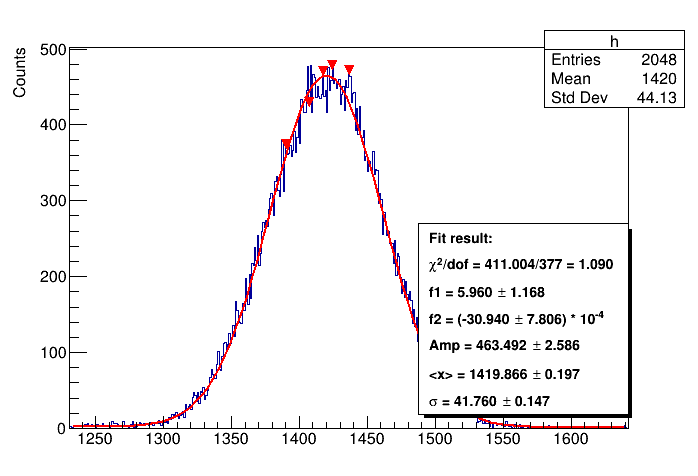 h
Entries 2048
Mean 1420
Std Dev 44.13
Counts
500
400
300
200
100
0
Fit result:
χ²/dof = 411.004/377 = 1.090
f1 = 5.960 ± 1.168
f2 = (-30.940 ± 7.806) * 10⁻⁴
Amp = 463.492 ± 2.586
<x> = 1419.866 ± 0.197
σ = 41.760 ± 0.147
1250 1300 1350 1400 1450 1500 1550 1600